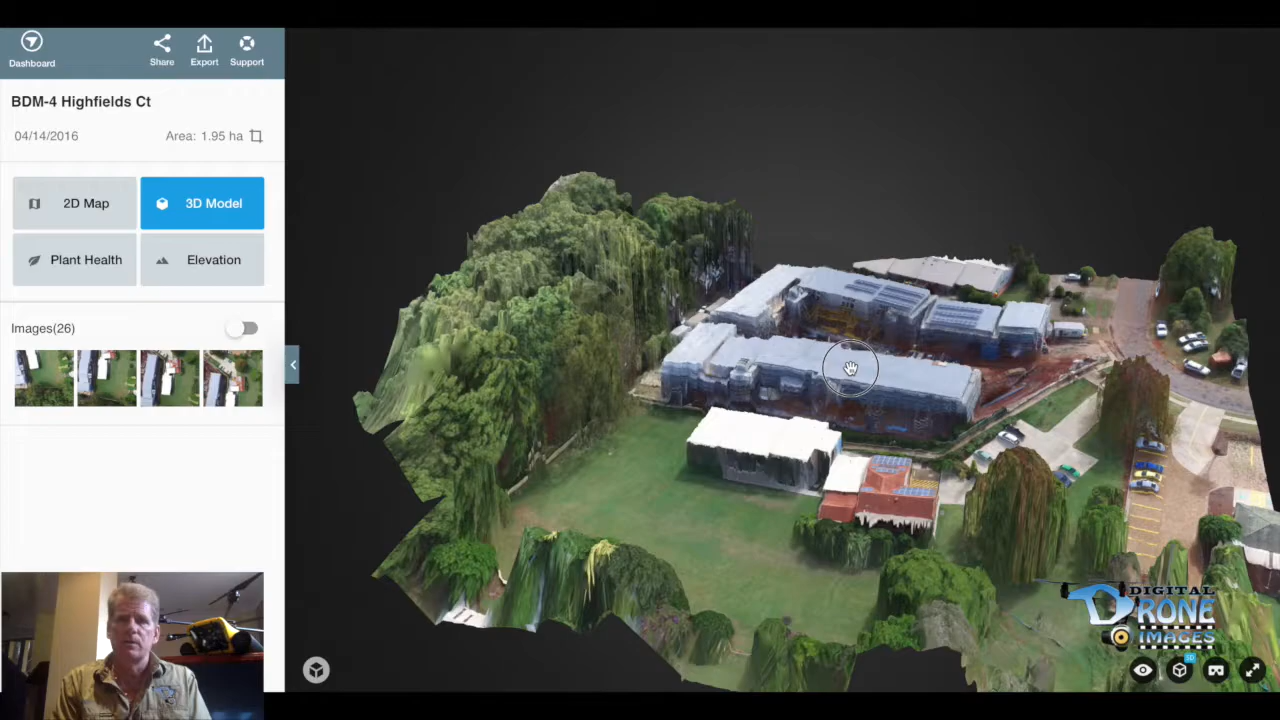 Dashboard
Share
Export
Support
BDM-4 Highfields Ct
04/14/2016
Area: 1.95 ha
2D Map
3D Model
Plant Health
Elevation
Images(26)
DIGITAL
DRONE
IMAGES
3D